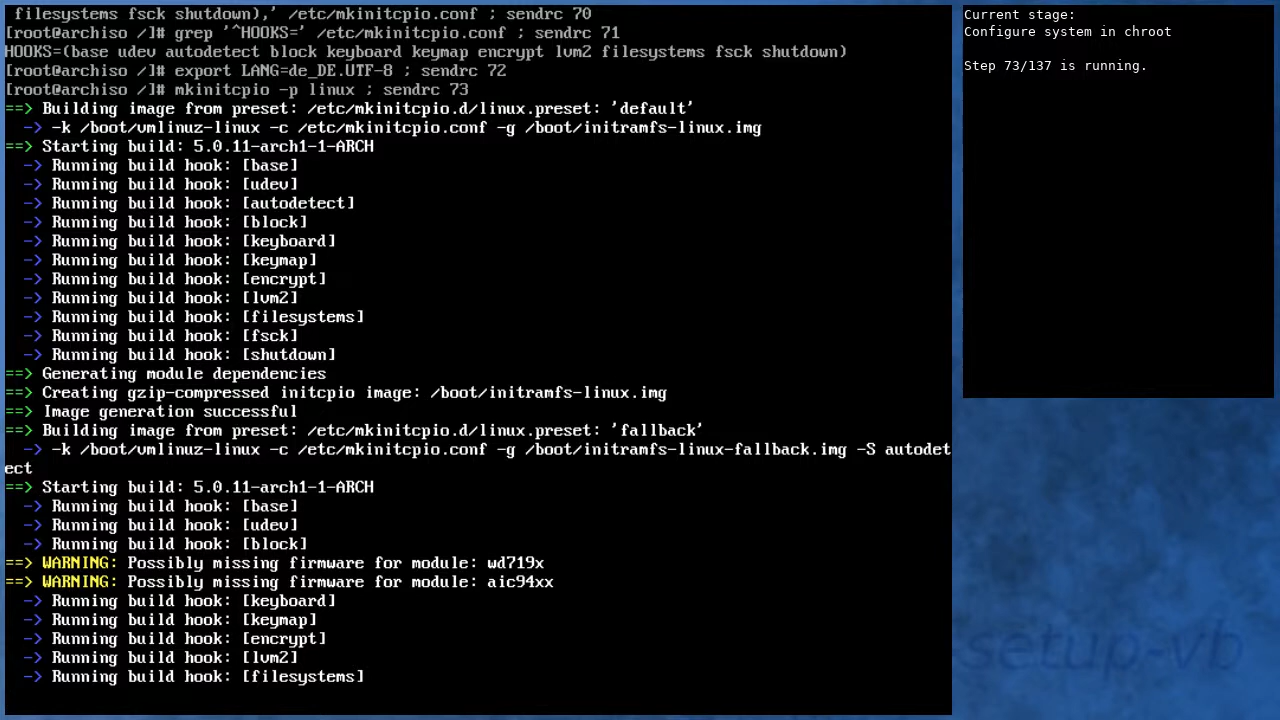 filesystems fsck shutdown),' /etc/mkinitcpio.conf ; sendrc 70
[root@archiso /]# grep '^HOOKS=' /etc/mkinitcpio.conf ; sendrc 71
HOOKS=(base udev autodetect block keyboard keymap encrypt lvm2 filesystems fsck shutdown)
[root@archiso /]# export LANG=de_DE.UTF-8 ; sendrc 72
[root@archiso /]# mkinitcpio -p linux ; sendrc 73
==> Building image from preset: /etc/mkinitcpio.d/linux.preset: 'default'
  -> -k /boot/vmlinuz-linux -c /etc/mkinitcpio.conf -g /boot/initramfs-linux.img
==> Starting build: 5.0.11-arch1-1-ARCH
  -> Running build hook: [base]
  -> Running build hook: [udev]
  -> Running build hook: [autodetect]
  -> Running build hook: [block]
  -> Running build hook: [keyboard]
  -> Running build hook: [keymap]
  -> Running build hook: [encrypt]
  -> Running build hook: [lvm2]
  -> Running build hook: [filesystems]
  -> Running build hook: [fsck]
  -> Running build hook: [shutdown]
==> Generating module dependencies
==> Creating gzip-compressed initcpio image: /boot/initramfs-linux.img
==> Image generation successful
==> Building image from preset: /etc/mkinitcpio.d/linux.preset: 'fallback'
  -> -k /boot/vmlinuz-linux -c /etc/mkinitcpio.conf -g /boot/initramfs-linux-fallback.img -S autodet
ect
==> Starting build: 5.0.11-arch1-1-ARCH
  -> Running build hook: [base]
  -> Running build hook: [udev]
  -> Running build hook: [block]
==> WARNING: Possibly missing firmware for module: wd719x
==> WARNING: Possibly missing firmware for module: aic94xx
  -> Running build hook: [keyboard]
  -> Running build hook: [keymap]
  -> Running build hook: [encrypt]
  -> Running build hook: [lvm2]
  -> Running build hook: [filesystems]
Current stage:
Configure system in chroot
Step 73/137 is running.
setup-vb